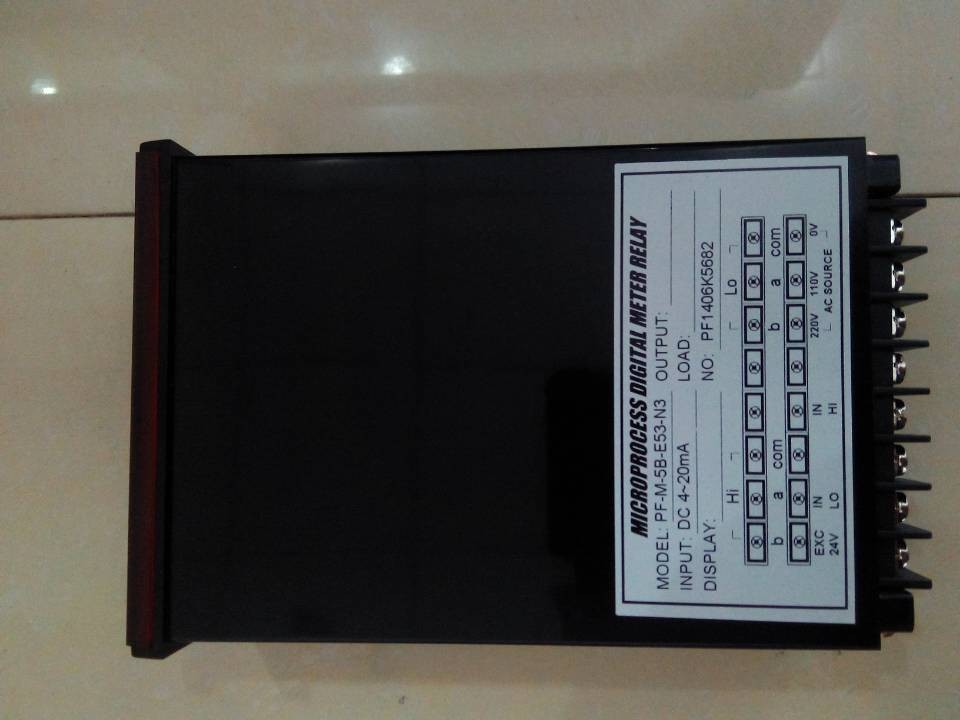 MICROPROCESS DIGITAL METER RELAY
MODEL: PF-M-5B-E53-N3 OUTPUT:
INPUT: DC 4~20mA LOAD:
DISPLAY: NO: PF1406K5682
Hi Lo
b a com b a com
EXC IN IN 220V 110V 0V
24V LO HI AC SOURCE